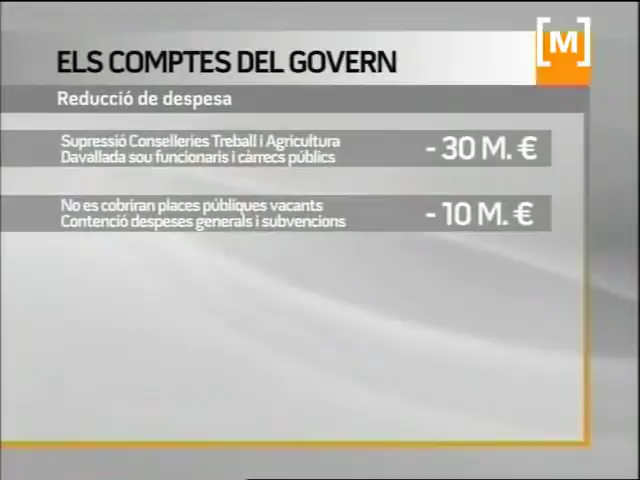 [M]
ELS COMPTES DEL GOVERN
Reducció de despesa
Supressió Conselleries Treball i Agricultura
Davallada sou funcionaris i càrrecs públics
- 30 M. €
No es cobriran places públiques vacants
Contenció despeses generals i subvencions
- 10 M. €